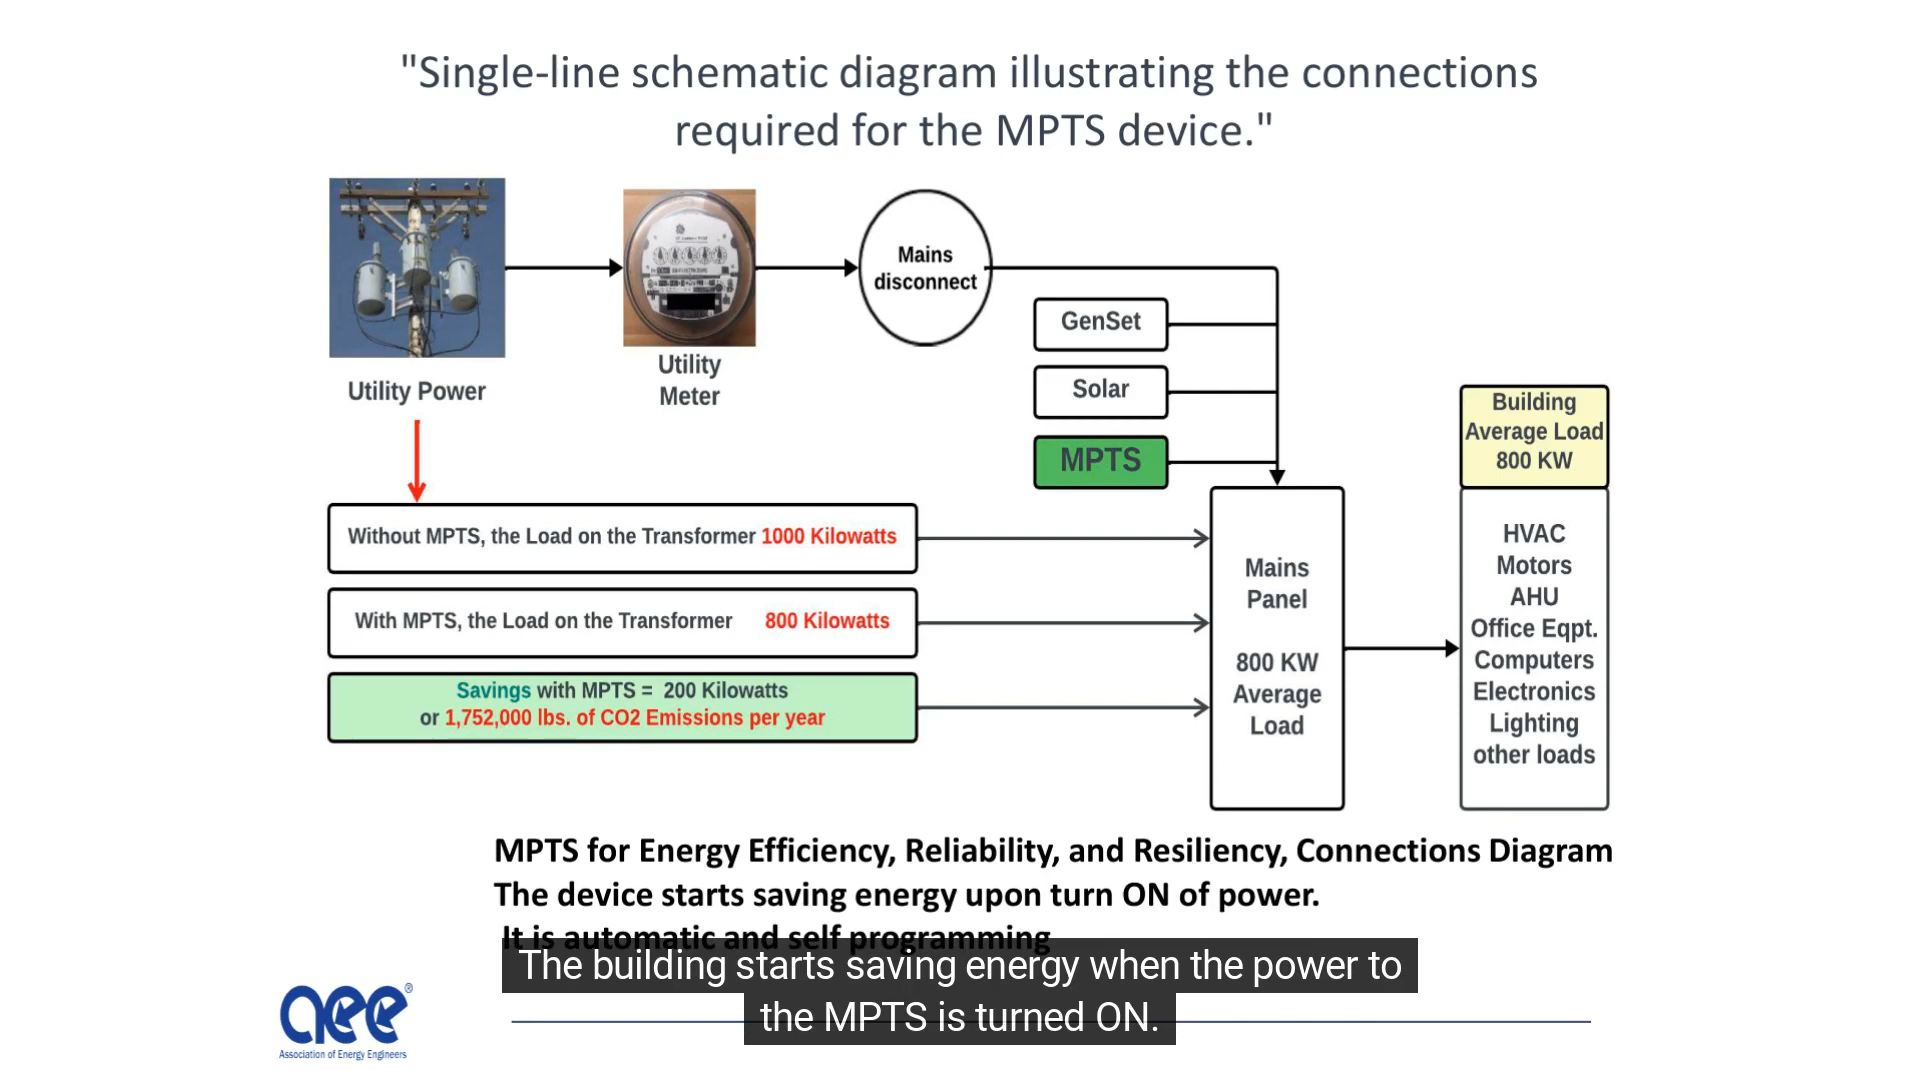 "Single-line schematic diagram illustrating the connections
required for the MPTS device."
Mains
disconnect
GenSet
Solar
MPTS
Utility Power
Utility
Meter
Building
Average Load
800 KW
Without MPTS, the Load on the Transformer 1000 Kilowatts
With MPTS, the Load on the Transformer 800 Kilowatts
Savings with MPTS = 200 Kilowatts
or 1,752,000 lbs. of CO2 Emissions per year
Mains
Panel
800 KW
Average
Load
HVAC
Motors
AHU
Office Eqpt.
Computers
Electronics
Lighting
other loads
MPTS for Energy Efficiency, Reliability, and Resiliency, Connections Diagram
The device starts saving energy upon turn ON of power.
It is automatic and self programming
The building starts saving energy when the power to
the MPTS is turned ON.
aee®
Association of Energy Engineers